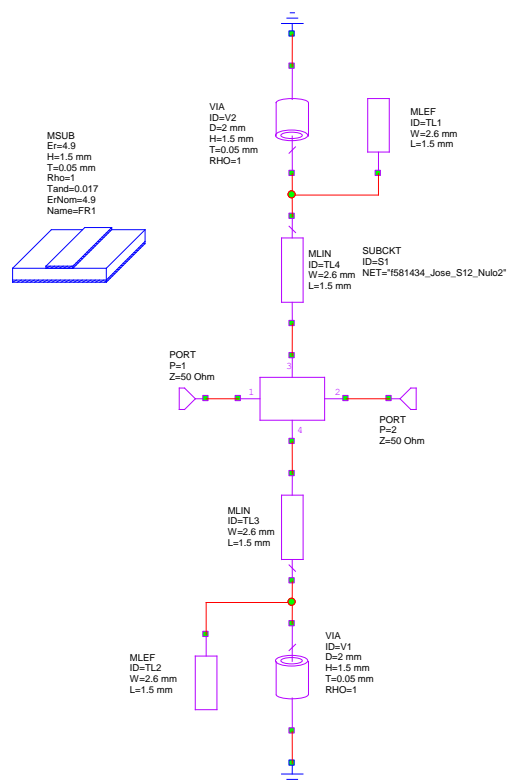 VIA
ID=V2
D=2 mm
H=1.5 mm
T=0.05 mm
RHO=1
MLEF
ID=TL1
W=2.6 mm
L=1.5 mm
MSUB
Er=4.9
H=1.5 mm
T=0.05 mm
Rho=1
Tand=0.017
ErNom=4.9
Name=FR1
MLIN
ID=TL4
W=2.6 mm
L=1.5 mm
SUBCKT
ID=S1
NET="f581434_Jose_S12_Nulo2"
PORT
P=1
Z=50 Ohm
3
1
2
4
PORT
P=2
Z=50 Ohm
MLIN
ID=TL3
W=2.6 mm
L=1.5 mm
MLEF
ID=TL2
W=2.6 mm
L=1.5 mm
VIA
ID=V1
D=2 mm
H=1.5 mm
T=0.05 mm
RHO=1